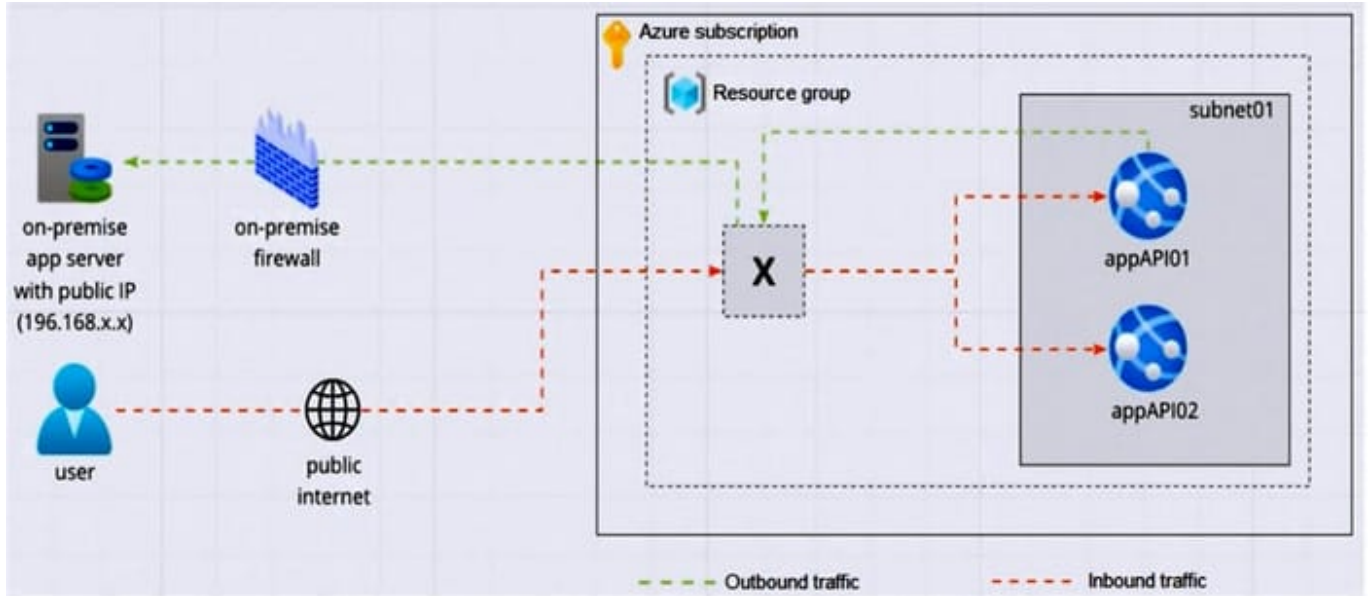 Azure subscription
Resource group
subnet01
on-premise
app server
with public IP
(196.168.x.x)
on-premise
firewall
X
appAPI01
appAPI02
user
public
internet
Outbound traffic
Inbound traffic